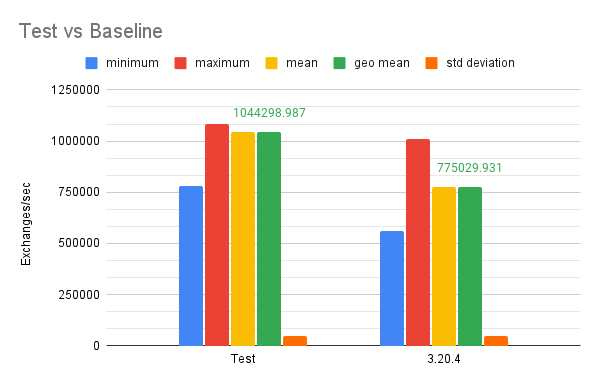 Test vs Baseline
minimum maximum mean geo mean std deviation
Exchanges/sec
1250000
1000000
750000
500000
250000
0
1044298.987
775029.931
Test 3.20.4